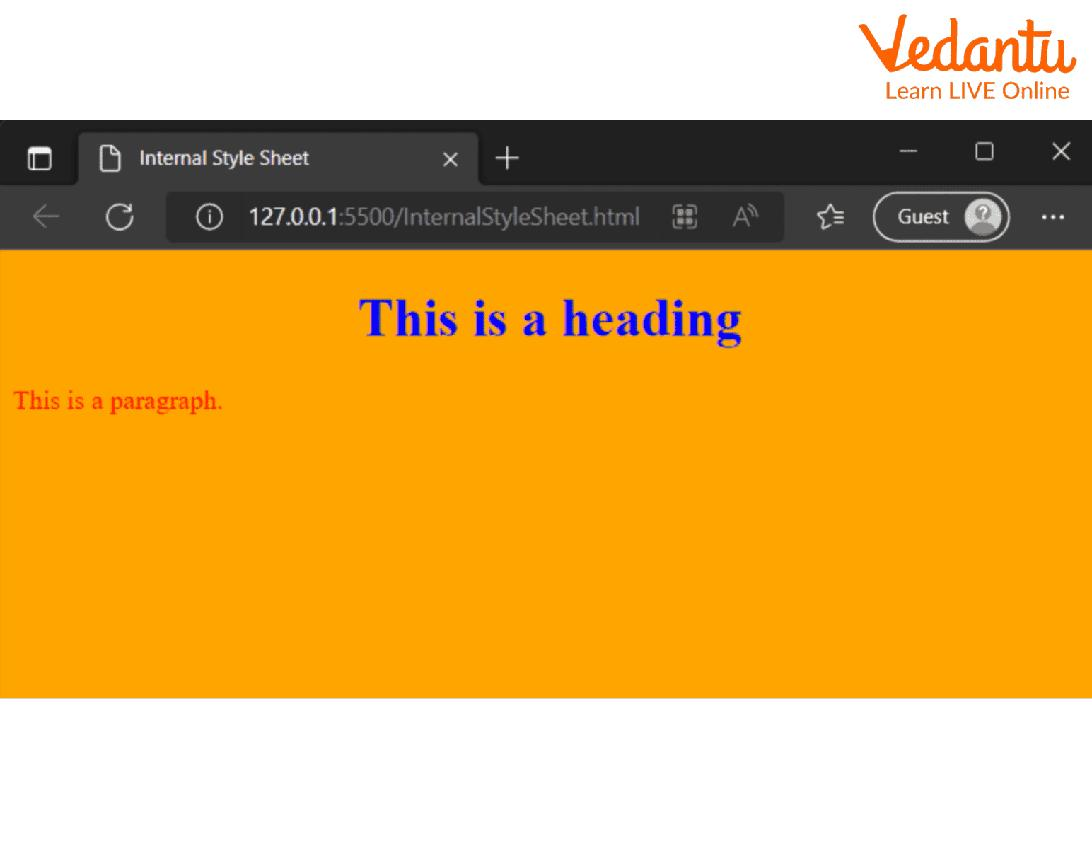 Vedantu
Learn LIVE Online
Internal Style Sheet
127.0.0.1:5500/InternalStyleSheet.html
Guest
This is a heading
This is a paragraph.